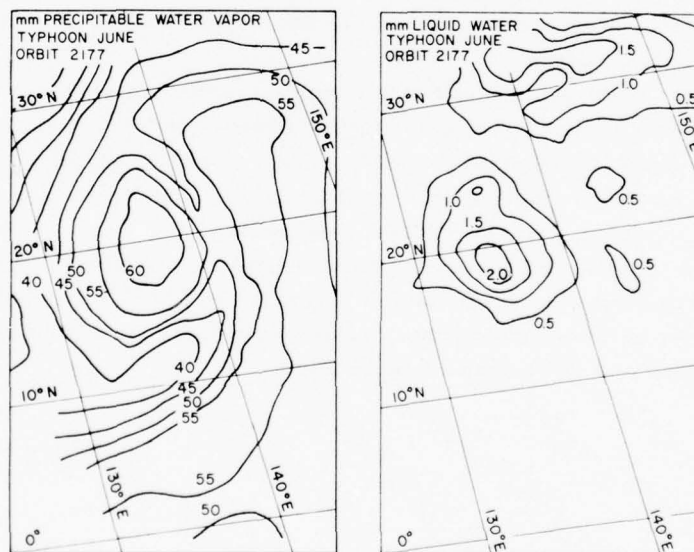 mm PRECIPITABLE WATER VAPOR
TYPHOON JUNE
ORBIT 2177
45
50
55
30°N
150°E
20°N
40
45
50
55
60
40
45
50
55
10°N
130°E
140°E
55
50
0°
mm LIQUID WATER
TYPHOON JUNE
ORBIT 2177
1.5
1.0
0.5
30°N
150°E
1.0
1.5
2.0
0.5
0.5
20°N
0.5
10°N
130°E
140°E
0°